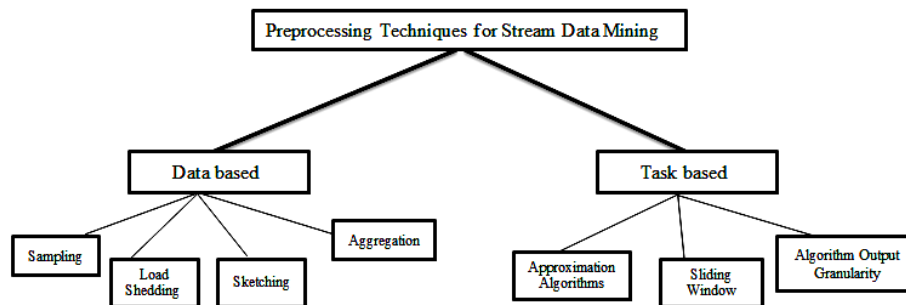 Preprocessing Techniques for Stream Data Mining
Data based
Task based
Sampling
Load
Shedding
Sketching
Aggregation
Approximation
Algorithms
Sliding
Window
Algorithm Output
Granularity